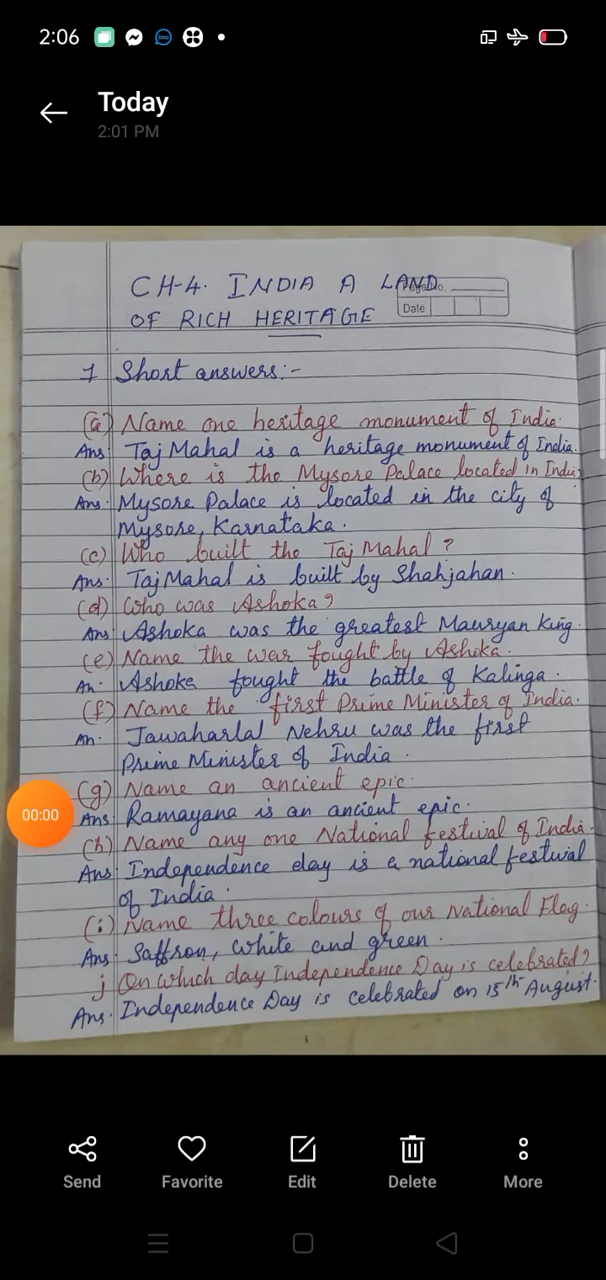 2:06
Today
2:01 PM
CH-4. INDIA A LAND
Page No.
Date
OF RICH HERITAGE
1 Short answers:-
(a) Name one heritage monument of India.
Ans: Taj Mahal is a heritage monument of India.
(b) Where is the Mysore Palace located in India?
Ans: Mysore Palace is located in the city of
Mysore, Karnataka.
(c) Who built the Taj Mahal?
Ans: Taj Mahal is built by Shahjahan.
(d) Who was Ashoka?
Ans: Ashoka was the greatest Mauryan King.
(e) Name the war fought by Ashoka.
An: Ashoka fought the battle of Kalinga.
(f) Name the first Prime Minister of India.
An: Jawaharlal Nehru was the first
Prime Minister of India.
(g) Name an ancient epic.
00:00
Ans: Ramayana is an ancient epic.
(h) Name any one National Festival of India.
Ans: Independence day is a national festival
of India.
(i) Name three colours of our National Flag.
Ans: Saffron, White and green.
j On which day Independence Day is celebrated?
Ans: Independence Day is celebrated on 15th August.
Send
Favorite
Edit
Delete
More